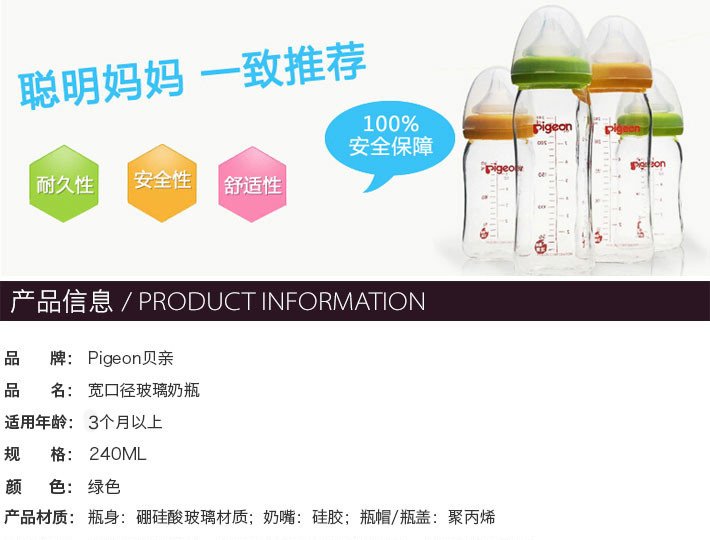 聪明妈妈 一致推荐
100%
安全保障
耐久性
安全性
舒适性
Pigeon
Pigeon
Pigeon
Pigeon
产品信息 / PRODUCT INFORMATION
品 牌： Pigeon贝亲
品 名： 宽口径玻璃奶瓶
适用年龄： 3个月以上
规 格： 240ML
颜 色： 绿色
产品材质： 瓶身：硼硅酸玻璃材质；奶嘴：硅胶；瓶帽/瓶盖：聚丙烯